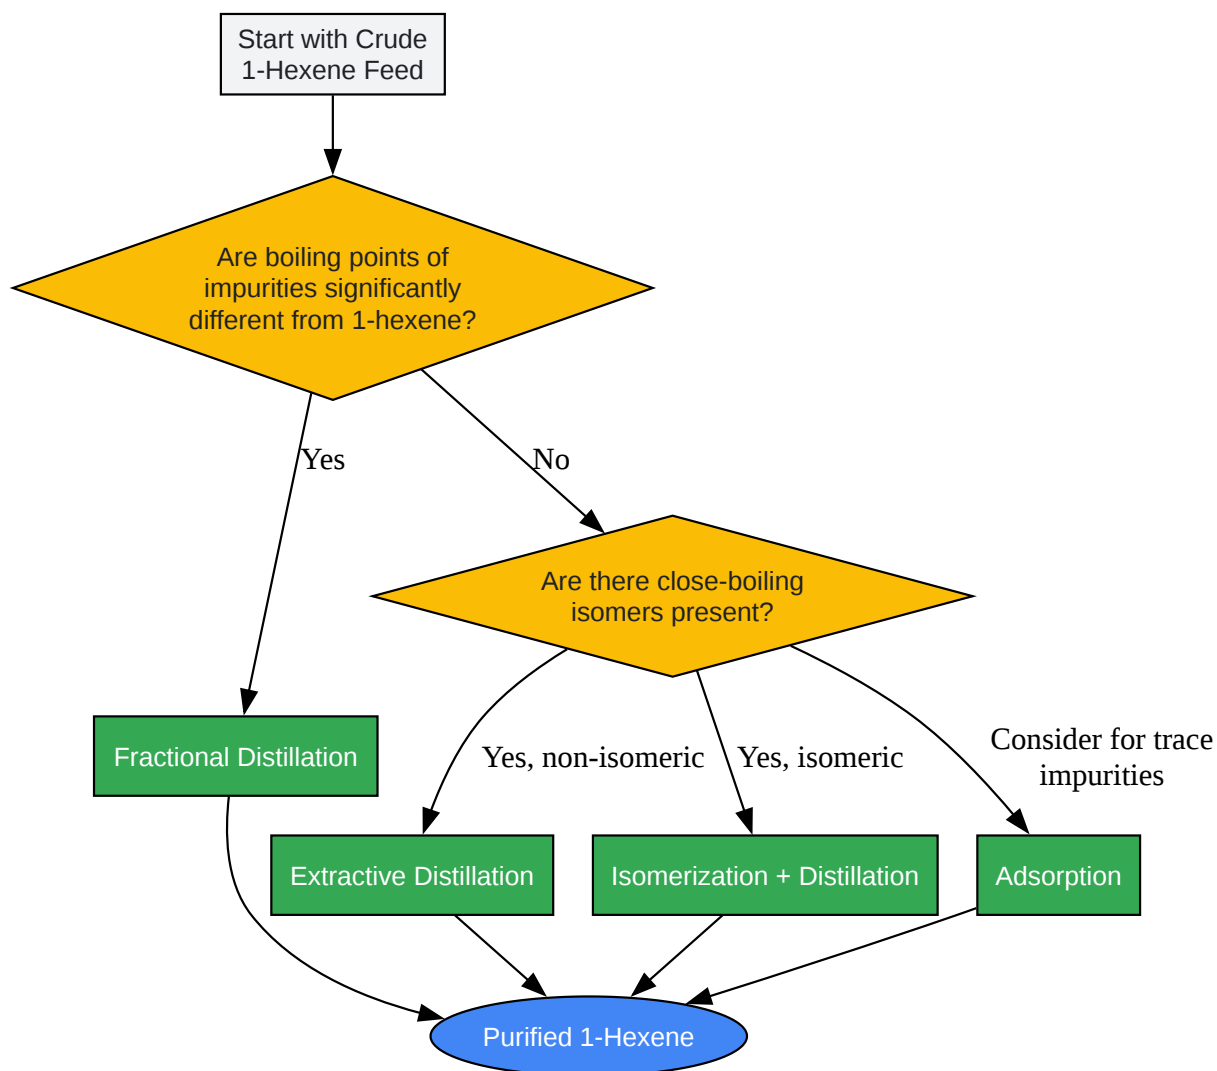 Start with Crude
1-Hexene Feed
Are boiling points of
impurities significantly
different from 1-hexene?
Yes
No
Are there close-boiling
isomers present?
Fractional Distillation
Yes, non-isomeric
Yes, isomeric
Consider for trace
impurities
Extractive Distillation
Isomerization + Distillation
Adsorption
Purified 1-Hexene